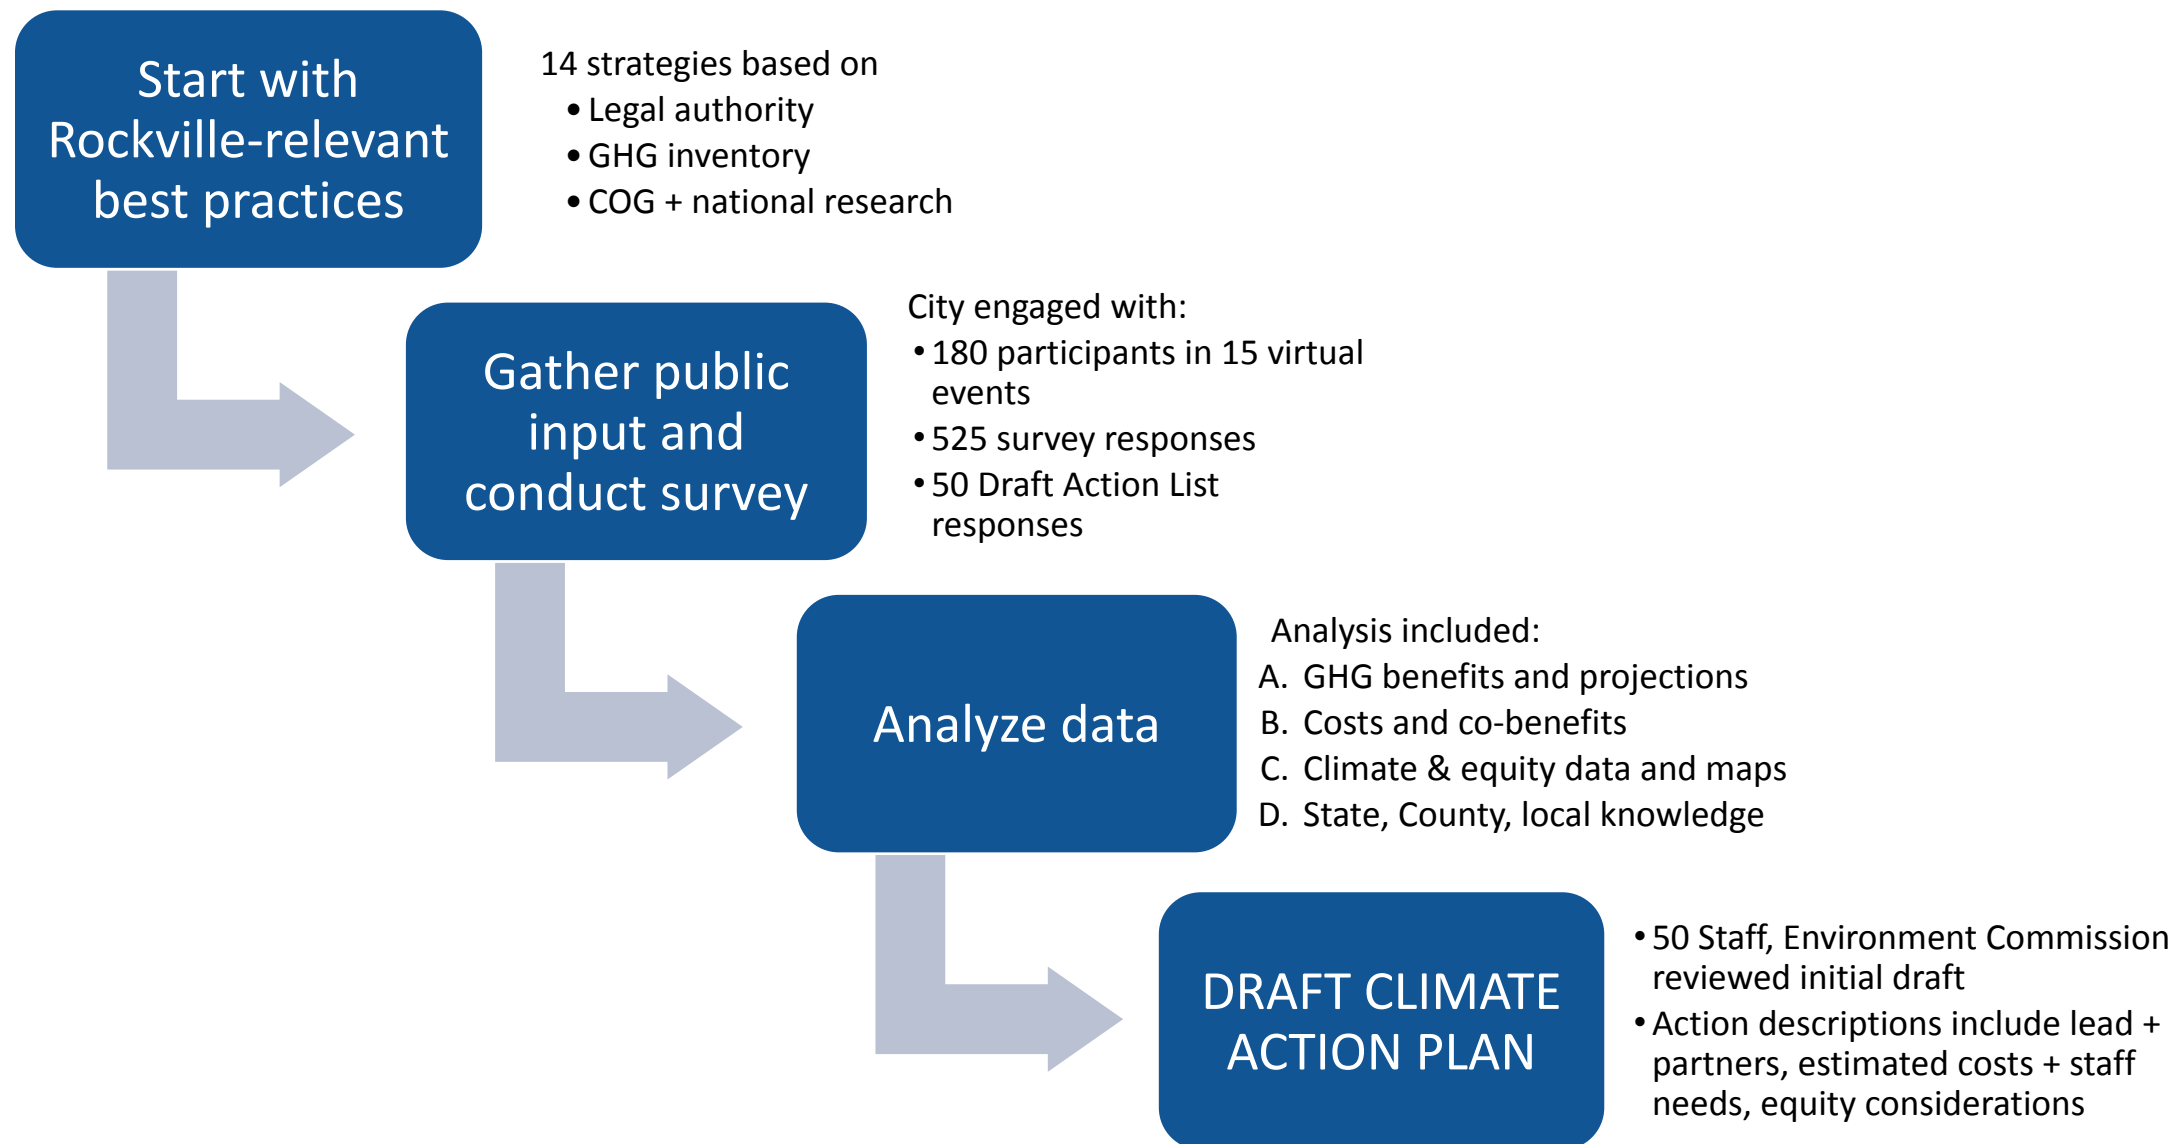 Start with
Rockville-relevant
best practices
14 strategies based on
• Legal authority
• GHG inventory
• COG + national research
Gather public
input and
conduct survey
City engaged with:
• 180 participants in 15 virtual
events
• 525 survey responses
• 50 Draft Action List
responses
Analyze data
Analysis included:
A. GHG benefits and projections
B. Costs and co-benefits
C. Climate & equity data and maps
D. State, County, local knowledge
DRAFT CLIMATE
ACTION PLAN
• 50 Staff, Environment Commission
reviewed initial draft
• Action descriptions include lead +
partners, estimated costs + staff
needs, equity considerations